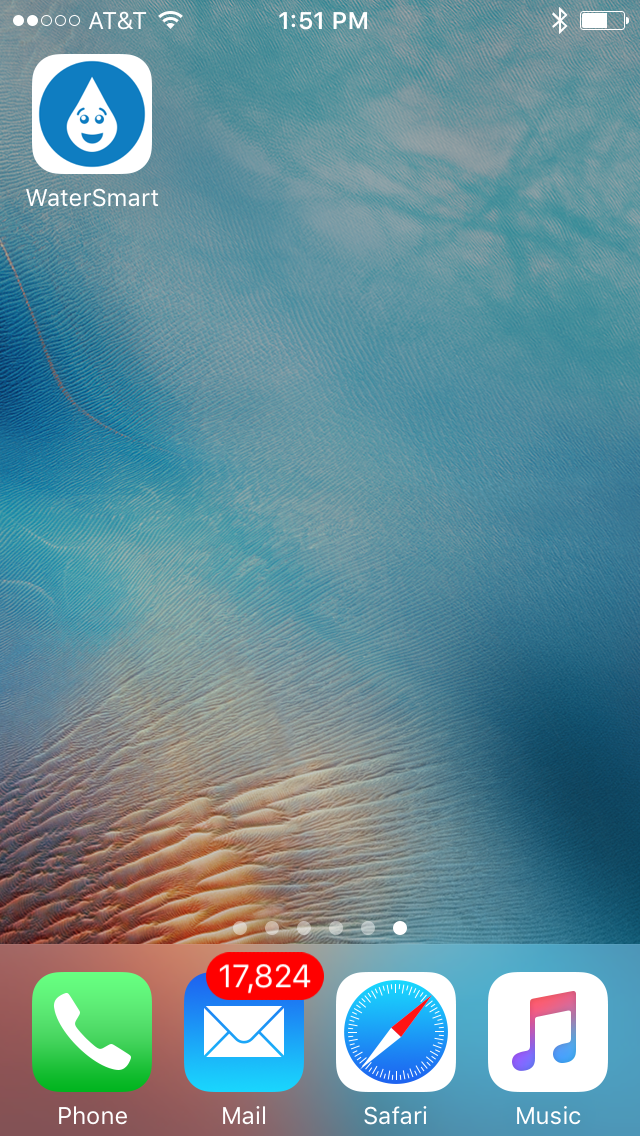 AT&T 1:51 PM
WaterSmart
17,824
Phone Mail Safari Music